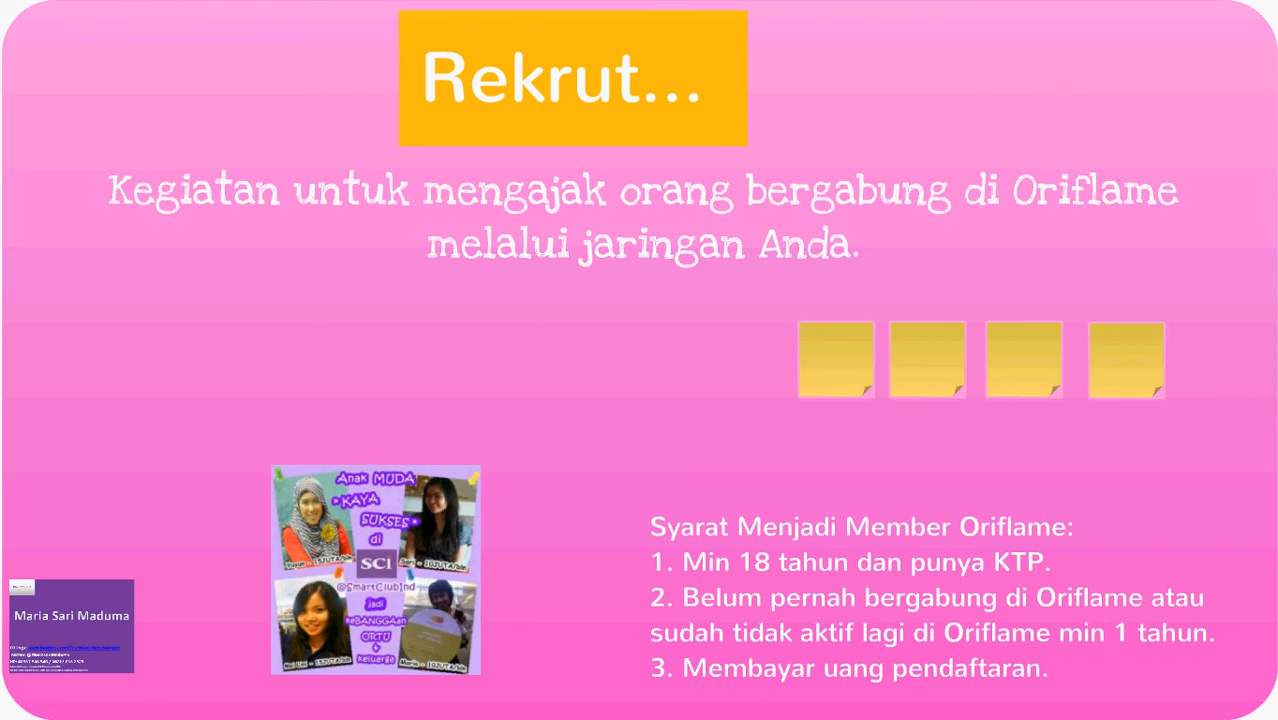 Rekrut...
Kegiatan untuk mengajak orang bergabung di Oriflame
melalui jaringan Anda.
Anak MUDA
KAYA
SUKSES
di
SCI
@SmartClubInd
Jadi
KeBANGGAan
ORTU
&
Keluarga
Maria Sari Maduma
Syarat Menjadi Member Oriflame:
1. Min 18 tahun dan punya KTP.
2. Belum pernah bergabung di Oriflame atau
sudah tidak aktif lagi di Oriflame min 1 tahun.
3. Membayar uang pendaftaran.